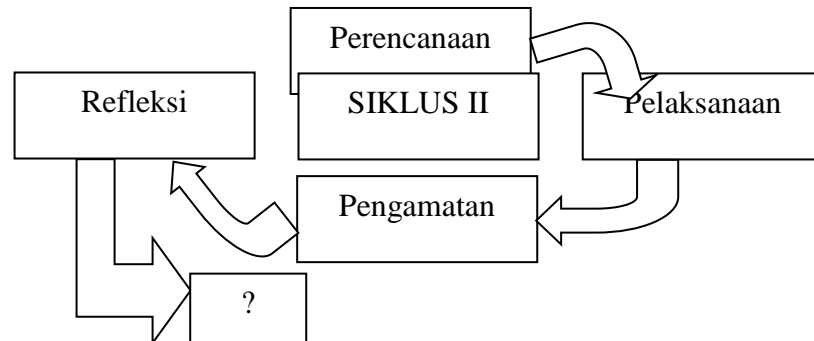 Perencanaan
Refleksi
SIKLUS II
Pelaksanaan
Pengamatan
?